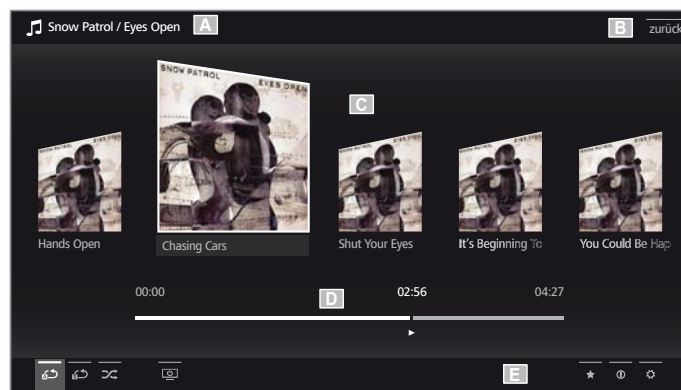 Snow Patrol / Eyes Open
A
B
zurück
SNOW PATROL EYES OPEN
C
Hands Open
Chasing Cars
Shut Your Eyes
It's Beginning To
You Could Be Hap
00:00
D
02:56
04:27
E